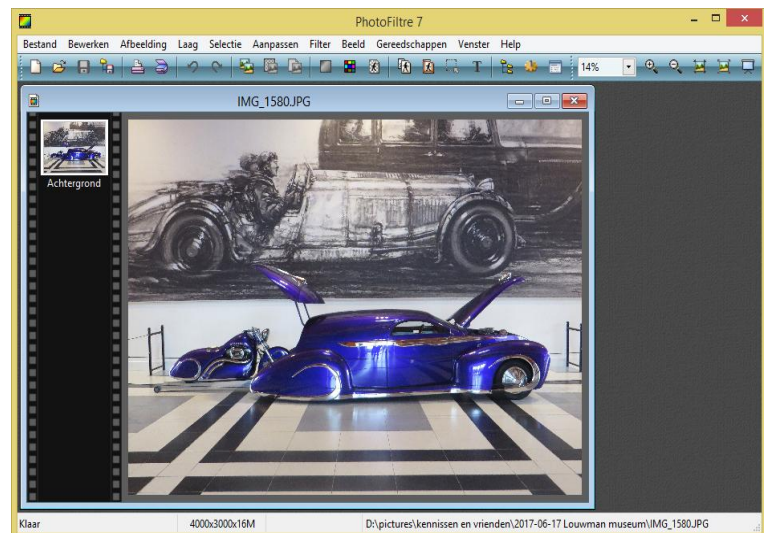 PhotoFiltre 7
Bestand Bewerken Afbeelding Laag Selectie Aanpassen Filter Beeld Gereedschappen Venster Help
T 14%
IMG_1580.JPG
Achtergrond
Klaar 4000x3000x16M D:\pictures\kennissen en vrienden\2017-06-17 Louwman museum\IMG_1580.JPG